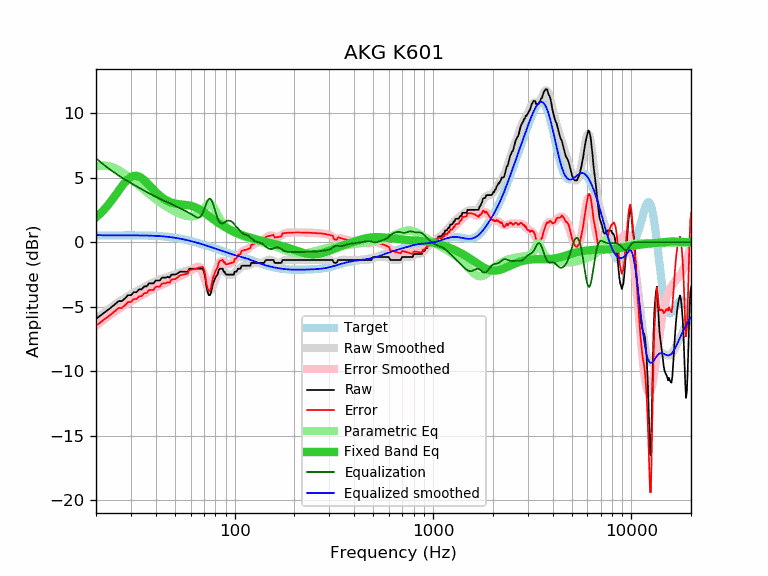 AKG K601
Amplitude (dBr)
10
5
0
−5
−10
−15
−20
Target
Raw Smoothed
Error Smoothed
Raw
Error
Parametric Eq
Fixed Band Eq
Equalization
Equalized smoothed
100
1000
10000
Frequency (Hz)